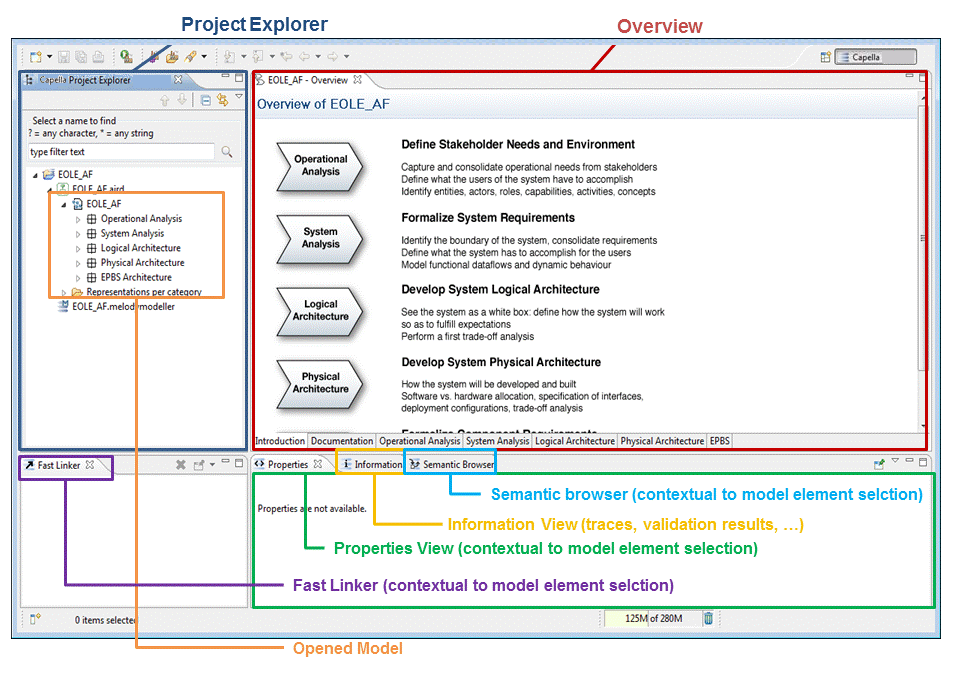 Project Explorer
Overview
Capella
Capella Project Explorer
EOLE_AF - Overview
Overview of EOLE_AF
Select a name to find
? = any character, * = any string
type filter text
EOLE_AF
EOLE_AF.aird
EOLE_AF
Operational Analysis
System Analysis
Logical Architecture
Physical Architecture
EPBS Architecture
Representations per category
EOLE_AF.melodymodeller
Operational
Analysis
Define Stakeholder Needs and Environment
Capture and consolidate operational needs from stakeholders
Define what the users of the system have to accomplish
Identify entities, actors, roles, capabilities, activities, concepts
System
Analysis
Formalize System Requirements
Identify the boundary of the system, consolidate requirements
Define what the system has to accomplish for the users
Model functional dataflows and dynamic behaviour
Logical
Architecture
Develop System Logical Architecture
See the system as a white box: define how the system will work
so as to fulfill expectations
Perform a first trade-off analysis
Physical
Architecture
Develop System Physical Architecture
How the system will be developed and built
Software vs. hardware allocation, specification of interfaces,
deployment configurations, trade-off analysis
Formalize Component Requirements
Introduction Documentation Operational Analysis System Analysis Logical Architecture Physical Architecture EPBS
Fast Linker
Properties Information Semantic Browser
Properties are not available.
Semantic browser (contextual to model element selction)
Information View (traces, validation results, …)
Properties View (contextual to model element selection)
Fast Linker (contextual to model element selction)
0 items selected
125M of 280M
Opened Model